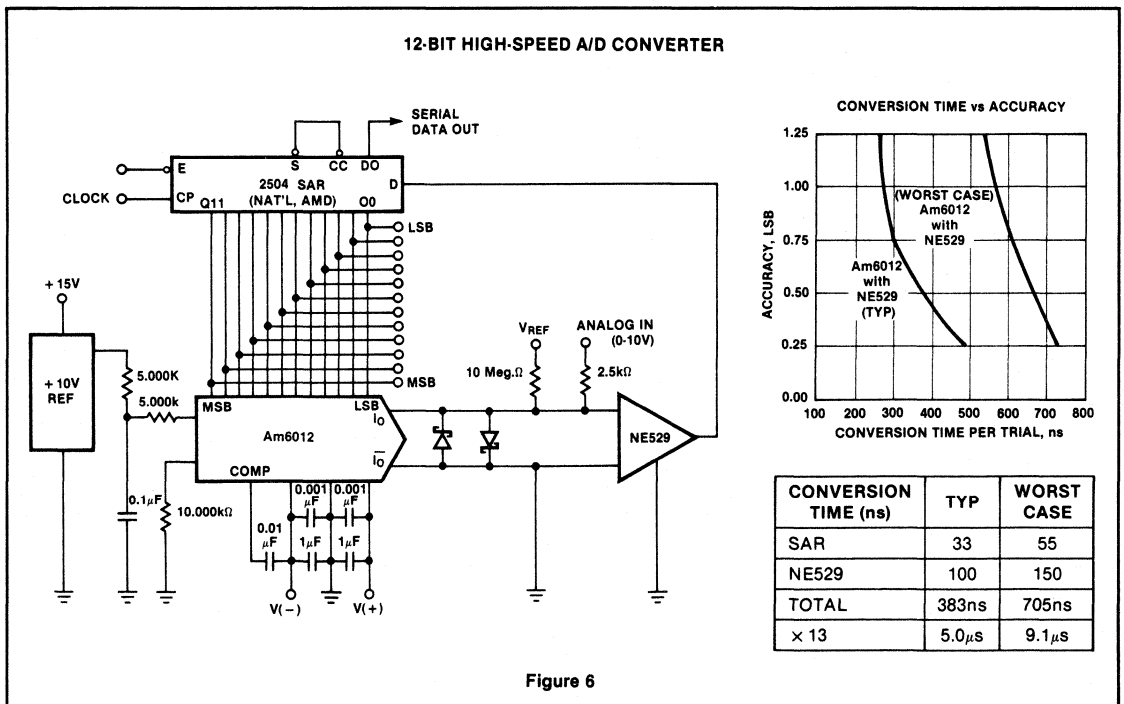 12-BIT HIGH-SPEED A/D CONVERTER
SERIAL
DATA OUT
S
CC
DO
E
2504 SAR
D
CLOCK
CP
(NAT'L, AMD)
Q11
O0
LSB
+ 15V
+ 10V
REF
5.000K
5.000k
MSB
VREF
ANALOG IN
(0-10V)
10 Meg.Ω
2.5kΩ
MSB
LSB
IO
Am6012
IO
NE529
COMP
0.1μF
10.000kΩ
0.01
μF
0.001
μF
0.001
μF
1μF
1μF
V(−)
V(+)
CONVERSION TIME vs ACCURACY
ACCURACY, LSB
1.25
1.00
0.75
0.50
0.25
0.00
(WORST CASE)
Am6012
with
NE529
Am6012
with
NE529
(TYP)
100 200 300 400 500 600 700 800
CONVERSION TIME PER TRIAL, ns
CONVERSION
TIME (ns) TYP WORST
CASE
SAR 33 55
NE529 100 150
TOTAL 383ns 705ns
× 13 5.0μs 9.1μs
Figure 6